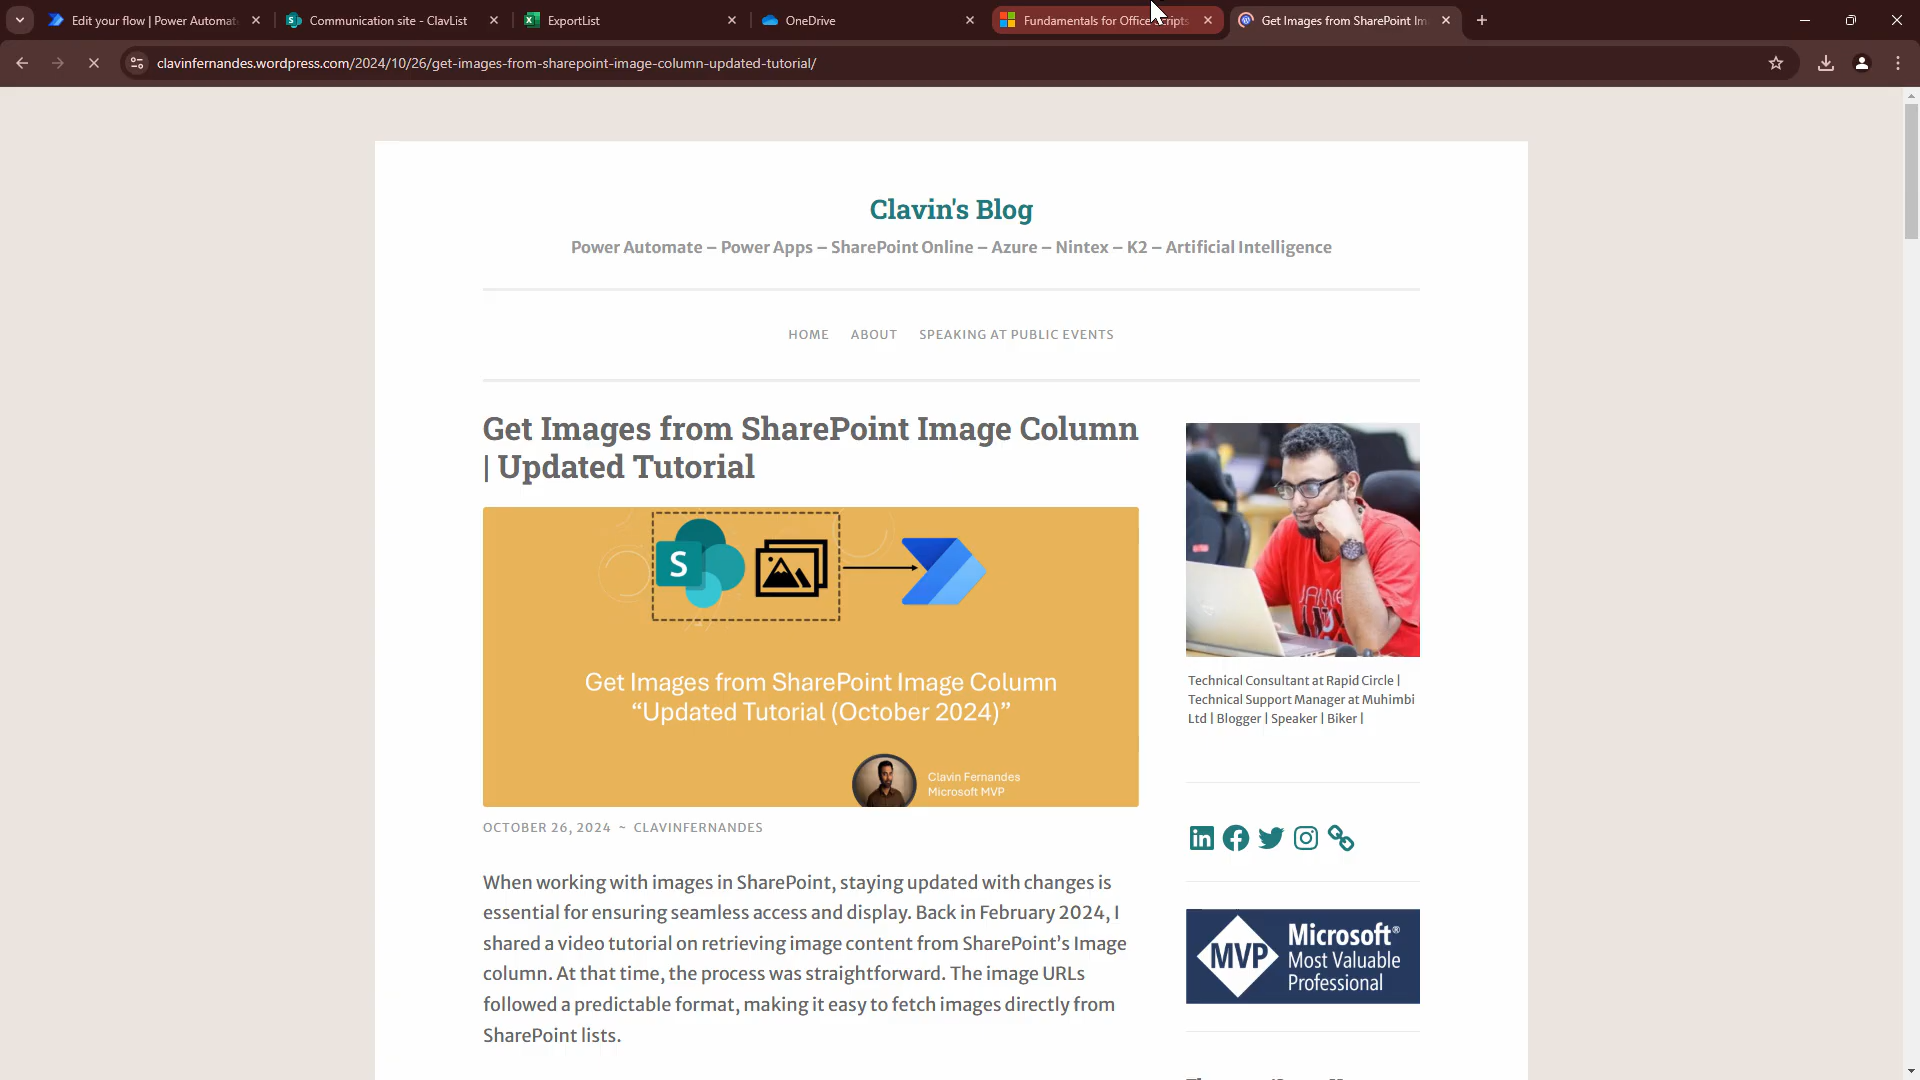 Edit your flow | Power Automat
Communication site - ClavList
ExportList
OneDrive
Fundamentals for Office Scripts
Get Images from SharePoint Im
clavinfernandes.wordpress.com/2024/10/26/get-images-from-sharepoint-image-column-updated-tutorial/
Clavin's Blog
Power Automate – Power Apps – SharePoint Online – Azure – Nintex – K2 – Artificial Intelligence
HOME
ABOUT
SPEAKING AT PUBLIC EVENTS
Get Images from SharePoint Image Column
| Updated Tutorial
S
Get Images from SharePoint Image Column
“Updated Tutorial (October 2024)”
Clavin Fernandes
Microsoft MVP
OCTOBER 26, 2024 ~ CLAVINFERNANDES
When working with images in SharePoint, staying updated with changes is
essential for ensuring seamless access and display. Back in February 2024, I
shared a video tutorial on retrieving image content from SharePoint’s Image
column. At that time, the process was straightforward. The image URLs
followed a predictable format, making it easy to fetch images directly from
SharePoint lists.
Technical Consultant at Rapid Circle |
Technical Support Manager at Muhimbi
Ltd | Blogger | Speaker | Biker |
MVP
Microsoft®
Most Valuable
Professional